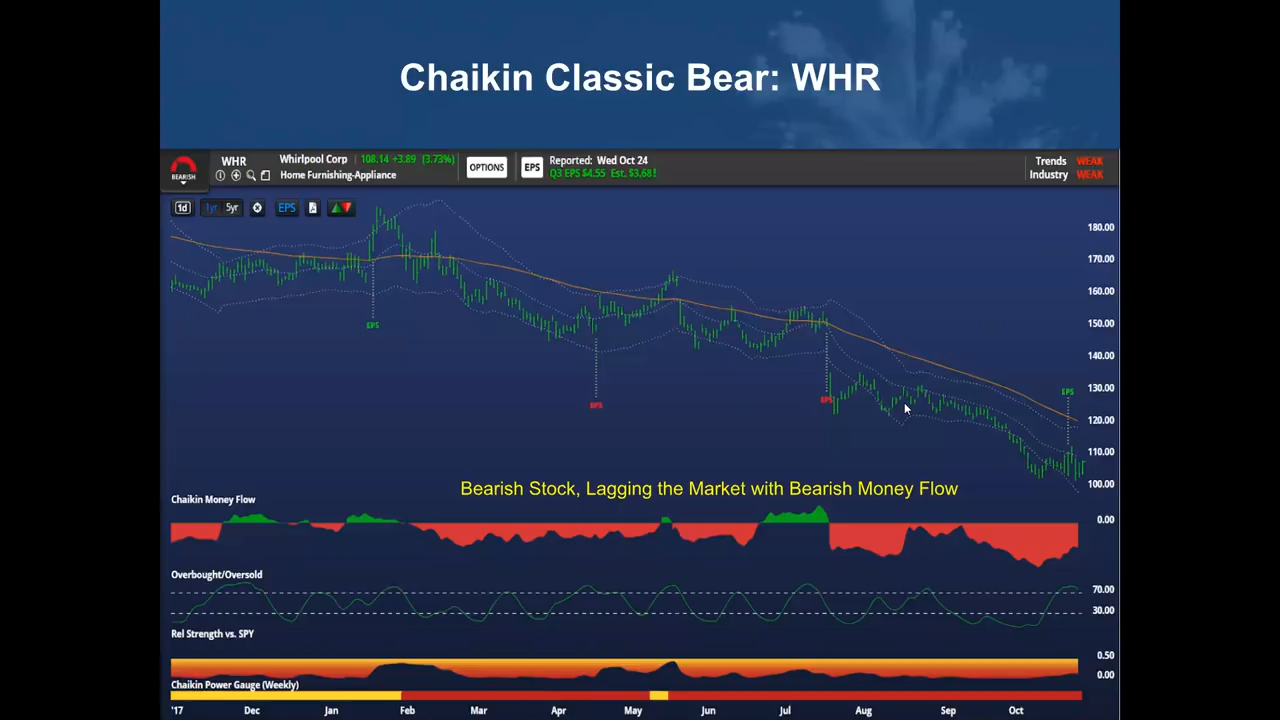 Chaikin Classic Bear: WHR
BEARISH
WHR
Whirlpool Corp 108.14 +3.89 (3.73%)
Home Furnishing-Appliance
OPTIONS
EPS
Reported: Wed Oct 24
Q3 EPS $4.55 Est. $3.68!
Trends WEAK
Industry WEAK
1d 1yr 5yr EPS
180.00
170.00
160.00
150.00
140.00
130.00
120.00
110.00
100.00
EPS
EPS
EPS
EPS
Bearish Stock, Lagging the Market with Bearish Money Flow
Chaikin Money Flow
0.00
Overbought/Oversold
70.00
30.00
Rel Strength vs. SPY
0.50
0.00
Chaikin Power Gauge (Weekly)
'17 Dec Jan Feb Mar Apr May Jun Jul Aug Sep Oct